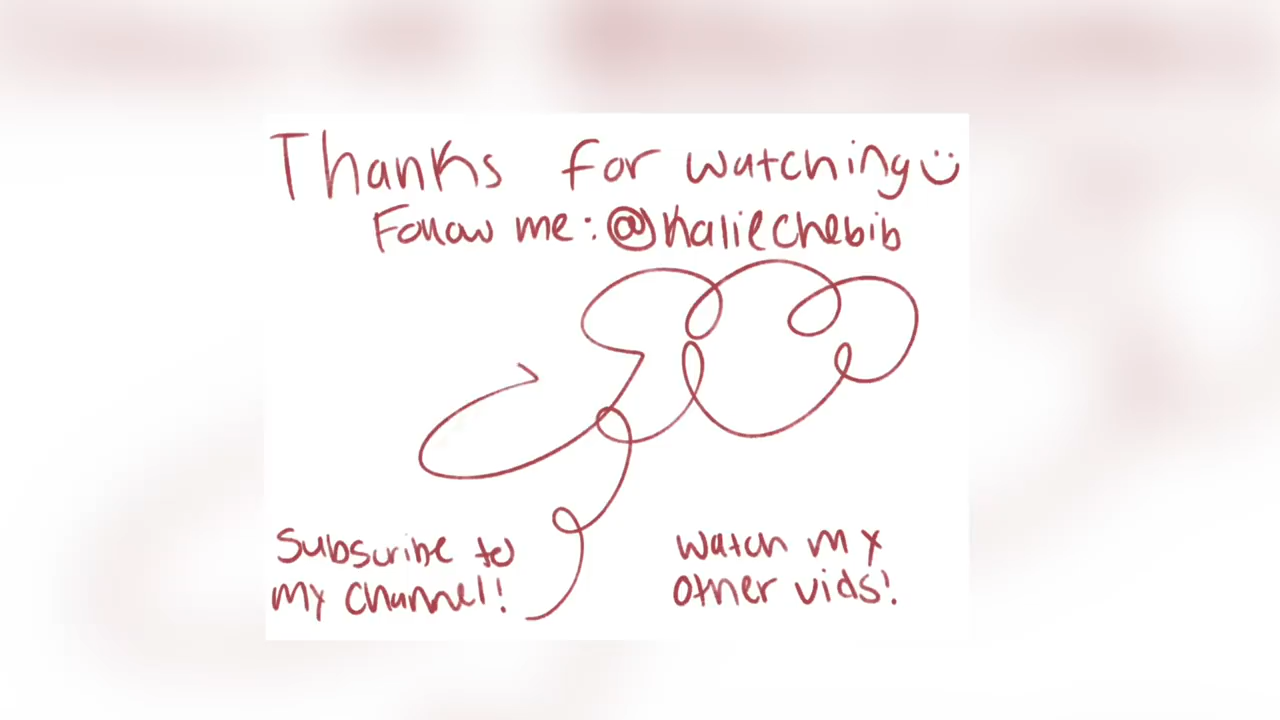 Thanks for watching
Follow me: @kaliechebib
Subscribe to
my channel!
watch my
other vids!